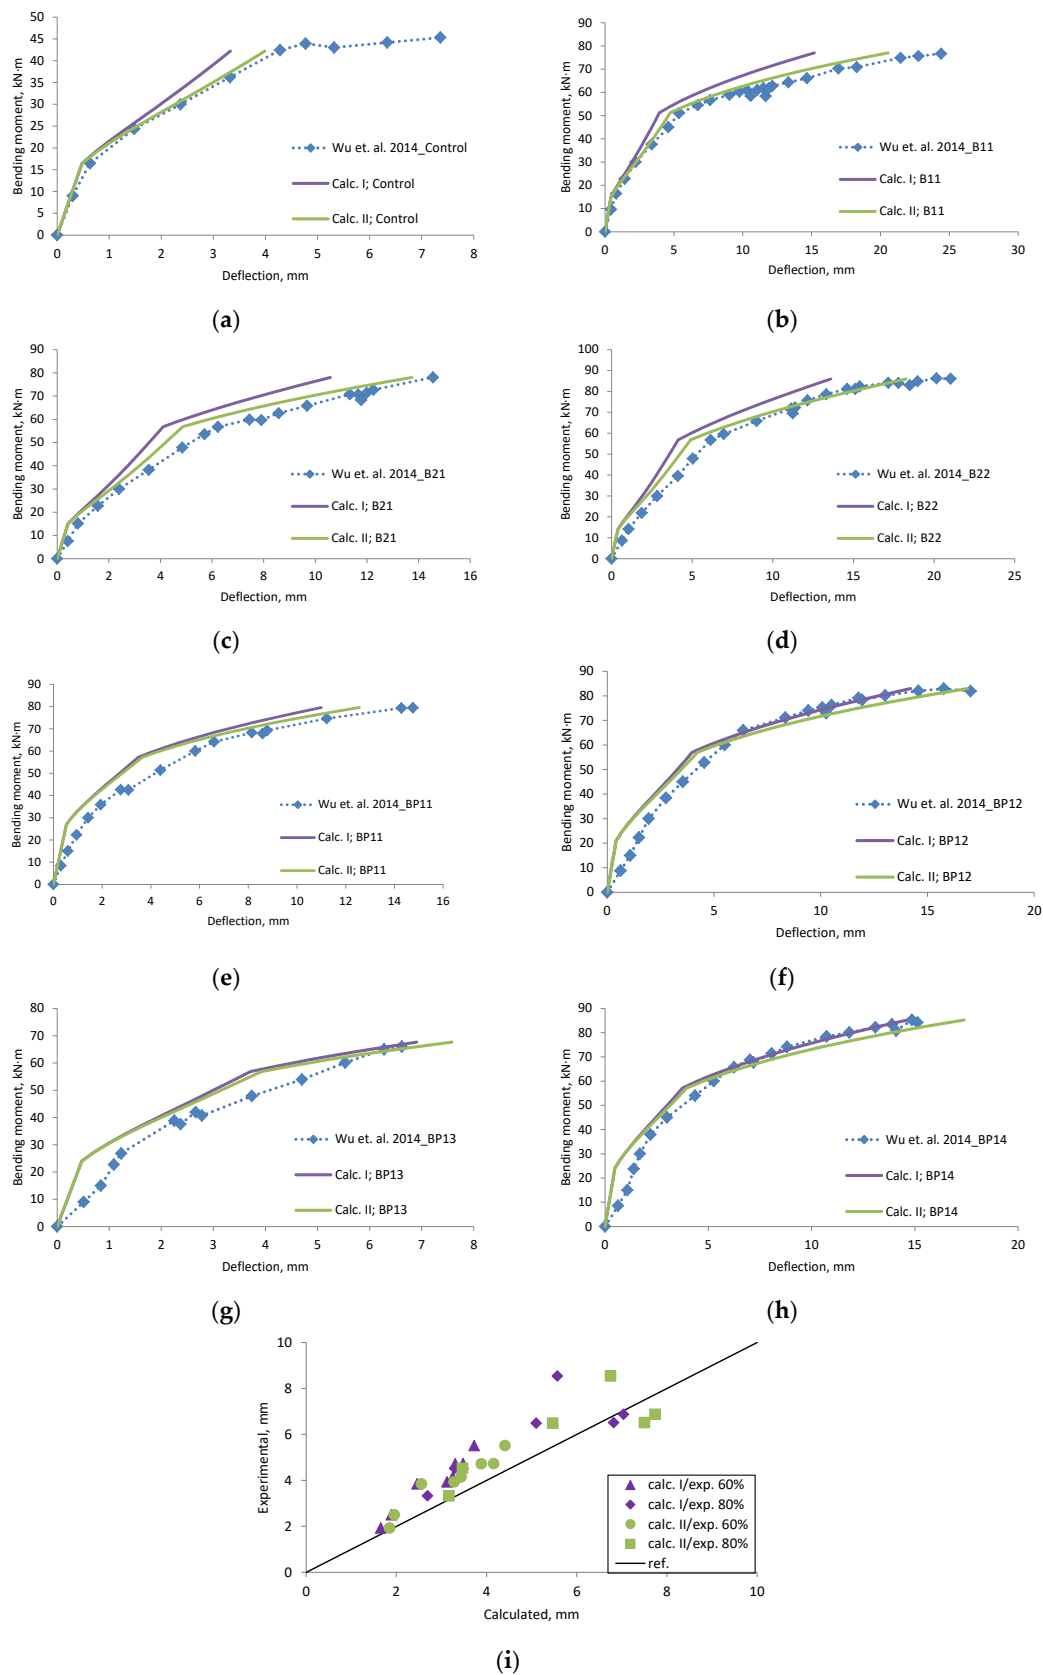 50
45
40
35
30
25
20
15
10
5
0
0 1 2 3 4 5 6 7 8
Bending moment, kN·m
Deflection, mm
Wu et. al. 2014_Control
Calc. I; Control
Calc. II; Control
(a)
90
80
70
60
50
40
30
20
10
0
0 5 10 15 20 25 30
Bending moment, kN·m
Deflection, mm
Wu et. al. 2014_B11
Calc. I; B11
Calc. II; B11
(b)
90
80
70
60
50
40
30
20
10
0
0 2 4 6 8 10 12 14 16
Bending moment, kN·m
Deflection, mm
Wu et. al. 2014_B21
Calc. I; B21
Calc. II; B21
(c)
100
90
80
70
60
50
40
30
20
10
0
0 5 10 15 20 25
Bending moment, kN·m
Deflection, mm
Wu et. al. 2014_B22
Calc. I; B22
Calc. II; B22
(d)
90
80
70
60
50
40
30
20
10
0
0 2 4 6 8 10 12 14 16
Bending moment, kN·m
Deflection, mm
Wu et. al. 2014_BP11
Calc. I; BP11
Calc. II; BP11
(e)
90
80
70
60
50
40
30
20
10
0
0 5 10 15 20
Bending moment, kN·m
Deflection, mm
Wu et. al. 2014_BP12
Calc. I; BP12
Calc. II; BP12
(f)
80
70
60
50
40
30
20
10
0
0 1 2 3 4 5 6 7 8
Bending moment, kN·m
Deflection, mm
Wu et. al. 2014_BP13
Calc. I; BP13
Calc. II; BP13
(g)
90
80
70
60
50
40
30
20
10
0
0 5 10 15 20
Bending moment, kN·m
Deflection, mm
Wu et. al. 2014_BP14
Calc. I; BP14
Calc. II; BP14
(h)
10
8
6
4
2
0
0 2 4 6 8 10
Experimental, mm
Calculated, mm
calc. I/exp. 60%
calc. I/exp. 80%
calc. II/exp. 60%
calc. II/exp. 80%
ref.
(i)